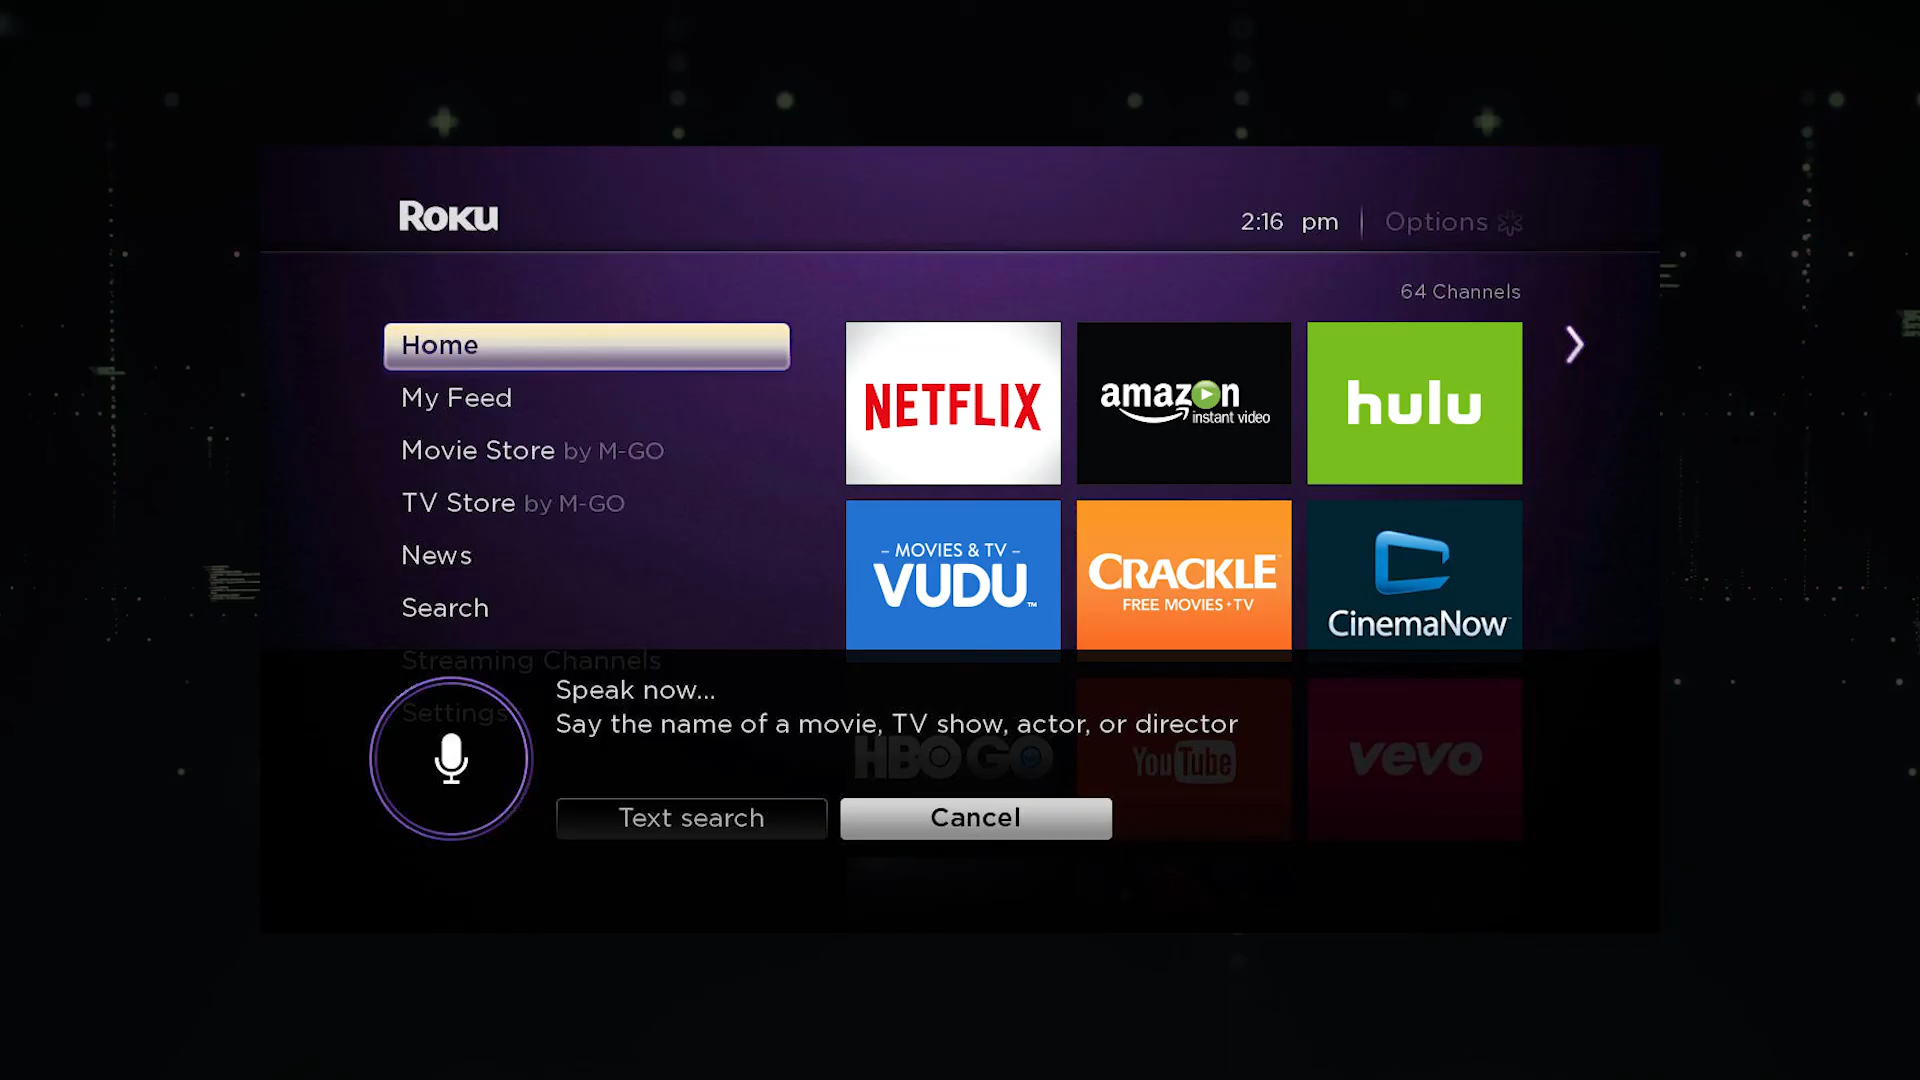 Roku
2:16 pm
Options
64 Channels
Home
My Feed
Movie Store by M-GO
TV Store by M-GO
News
Search
Streaming Channels
Settings
NETFLIX
amazon
instant video
hulu
– MOVIES & TV –
VUDU™
CRACKLE
FREE MOVIES • TV
CinemaNow
HBO GO
YouTube
vevo
Speak now...
Say the name of a movie, TV show, actor, or director
Text search
Cancel